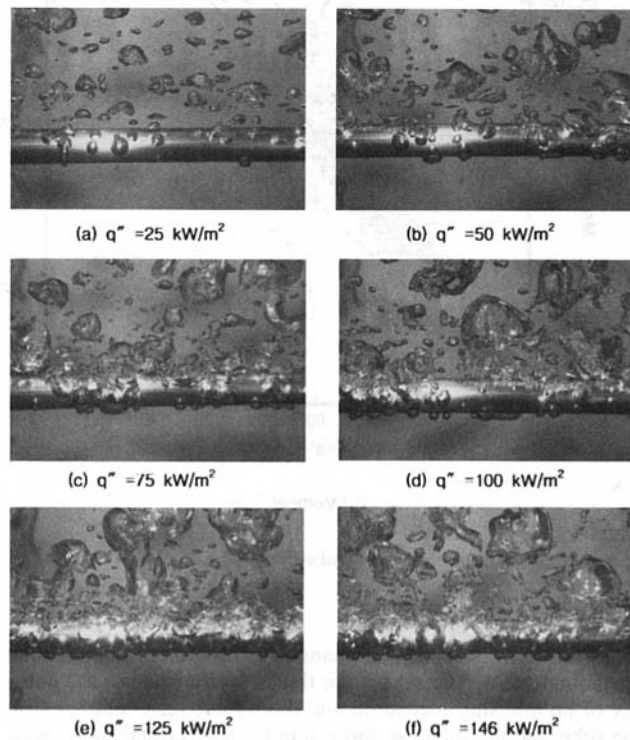 (a) q″ =25 kW/m²
(b) q″ =50 kW/m²
(c) q″ =75 kW/m²
(d) q″ =100 kW/m²
(e) q″ =125 kW/m²
(f) q″ =146 kW/m²